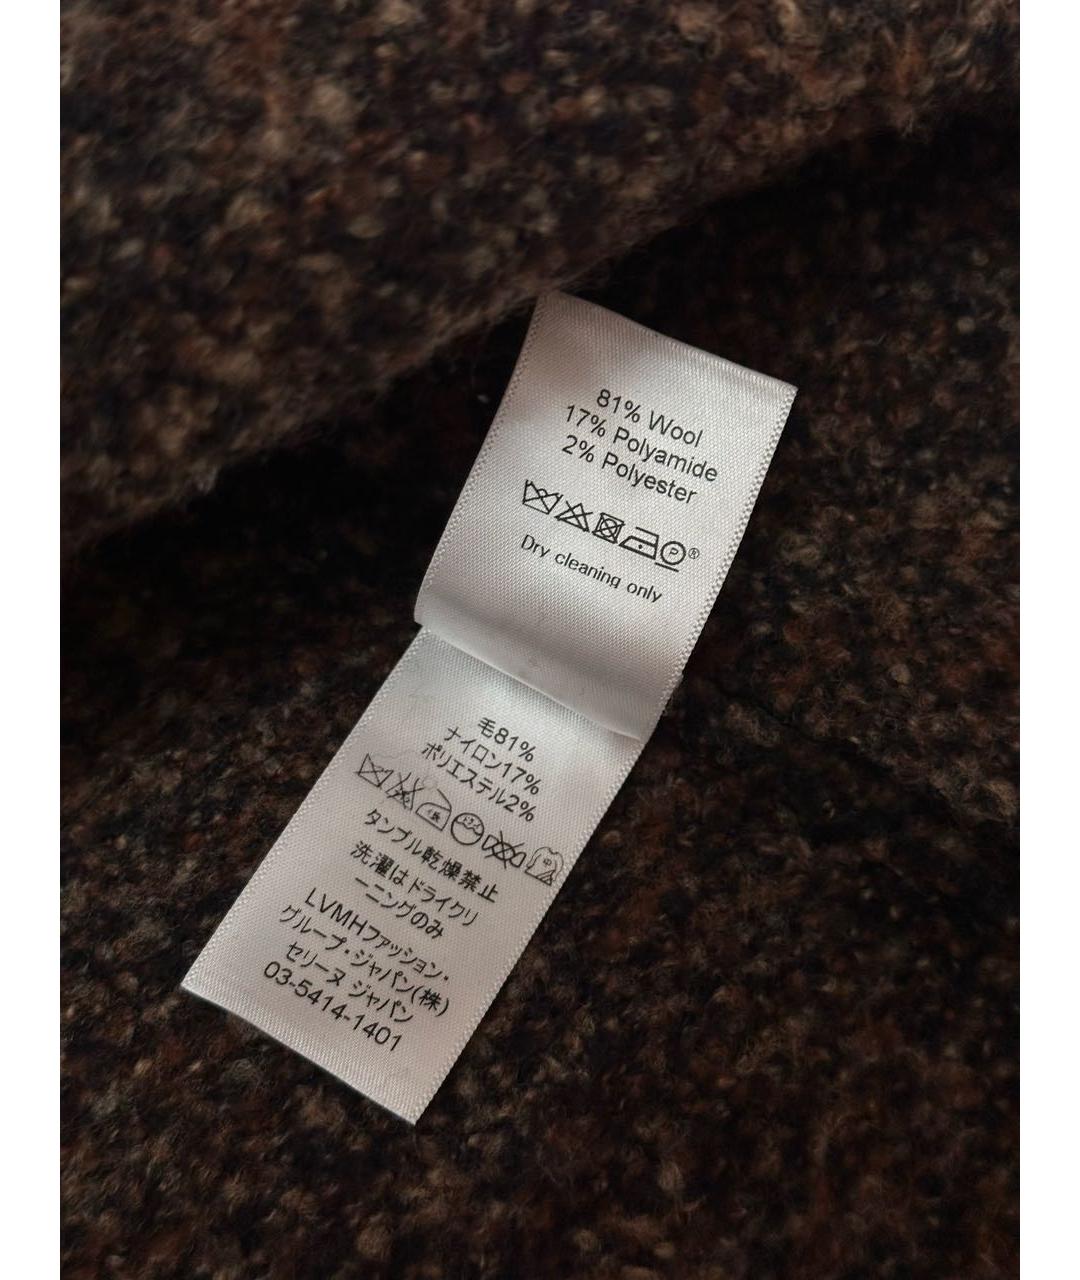 81% Wool
17% Polyamide
2% Polyester
P ®
Dry cleaning only
毛81%
ナイロン17%
ポリエステル2%
タンブル乾燥禁止
洗濯はドライクリ
ーニングのみ
LVMHファッション・
グループ・ジャパン(株)
セリーヌ ジャパン
03-5414-1401